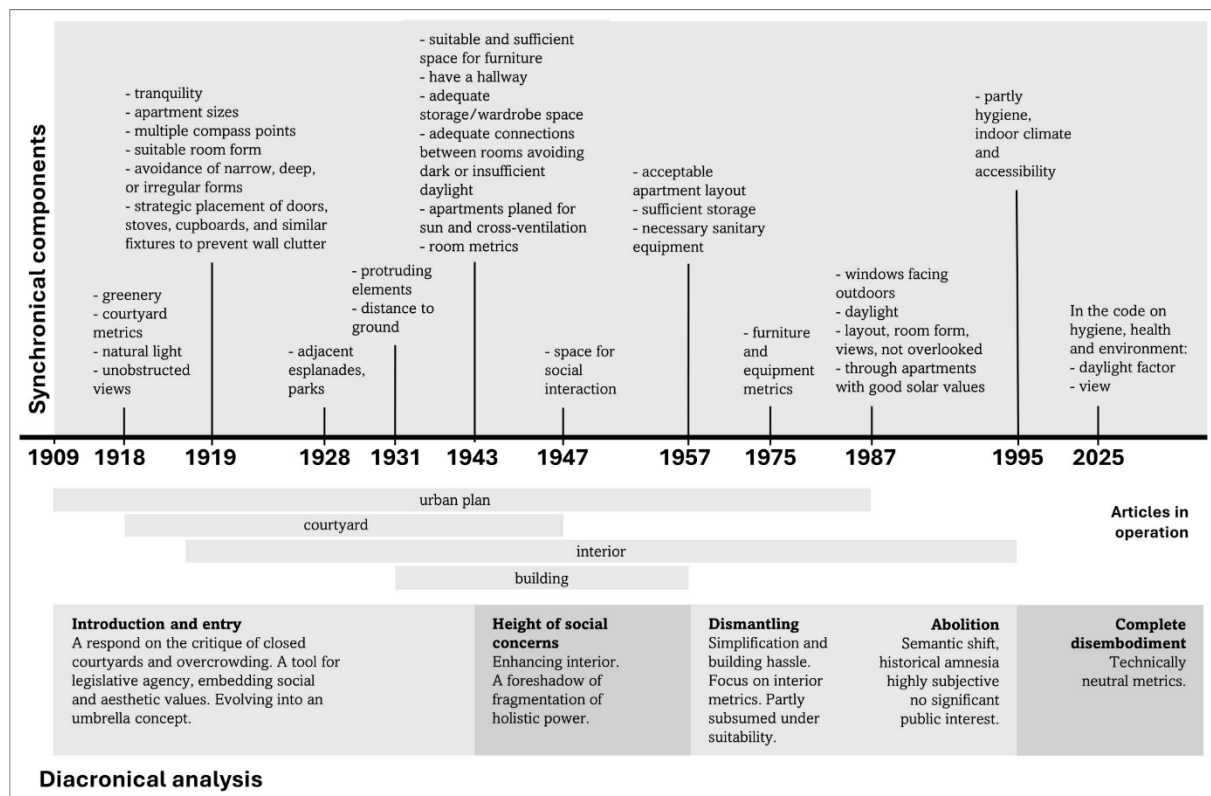 Synchronical components
- greenery
- courtyard
metrics
- natural light
- unobstructed
views
- tranquility
- apartment sizes
- multiple compass points
- suitable room form
- avoidance of narrow, deep,
or irregular forms
- strategic placement of doors,
stoves, cupboards, and similar
fixtures to prevent wall clutter
- adjacent
esplanades,
parks
- protruding
elements
- distance to
ground
- suitable and sufficient
space for furniture
- have a hallway
- adequate
storage/wardrobe space
- adequate connections
between rooms avoiding
dark or insufficient
daylight
- apartments planed for
sun and cross-ventilation
- room metrics
- space for
social
interaction
- acceptable
apartment layout
- sufficient storage
- necessary sanitary
equipment
- furniture
and
equipment
metrics
- windows facing
outdoors
- daylight
- layout, room form,
views, not overlooked
- through apartments
with good solar values
- partly
hygiene,
indoor climate
and
accessibility
In the code on
hygiene, health
and environment:
- daylight factor
- view
1909 1918 1919 1928 1931 1943 1947 1957 1975 1987 1995 2025
urban plan
courtyard
interior
building
Articles in
operation
Introduction and entry
A respond on the critique of closed
courtyards and overcrowding. A tool for
legislative agency, embedding social
and aesthetic values. Evolving into an
umbrella concept.
Height of social
concerns
Enhancing interior.
A foreshadow of
fragmentation of
holistic power.
Dismantling
Simplification and
building hassle.
Focus on interior
metrics. Partly
subsumed under
suitability.
Abolition
Semantic shift,
historical amnesia
highly subjective
no significant
public interest.
Complete
disembodiment
Technically
neutral metrics.
Diacronical analysis